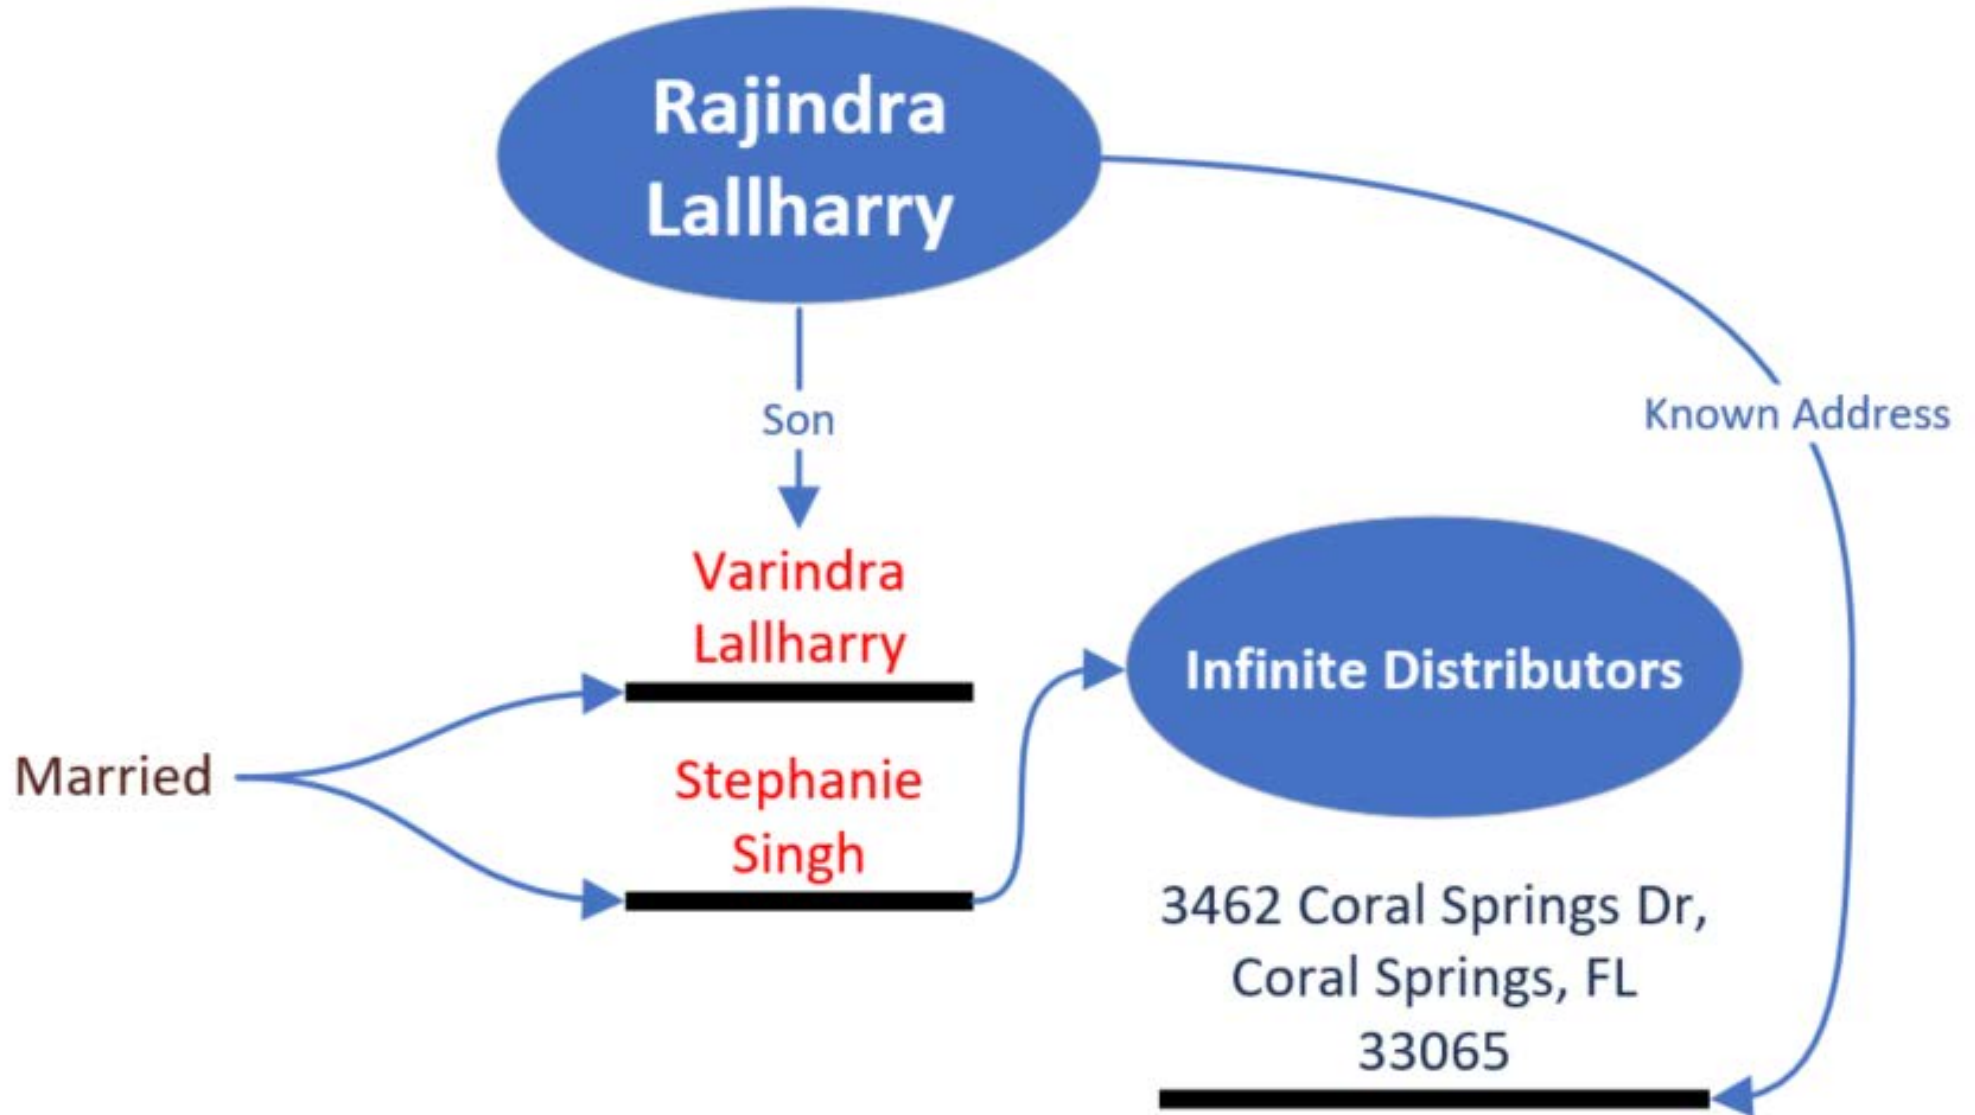 Rajindra
Lallharry
Son
Known Address
Varindra
Lallharry
Infinite Distributors
Married
Stephanie
Singh
3462 Coral Springs Dr,
Coral Springs, FL
33065